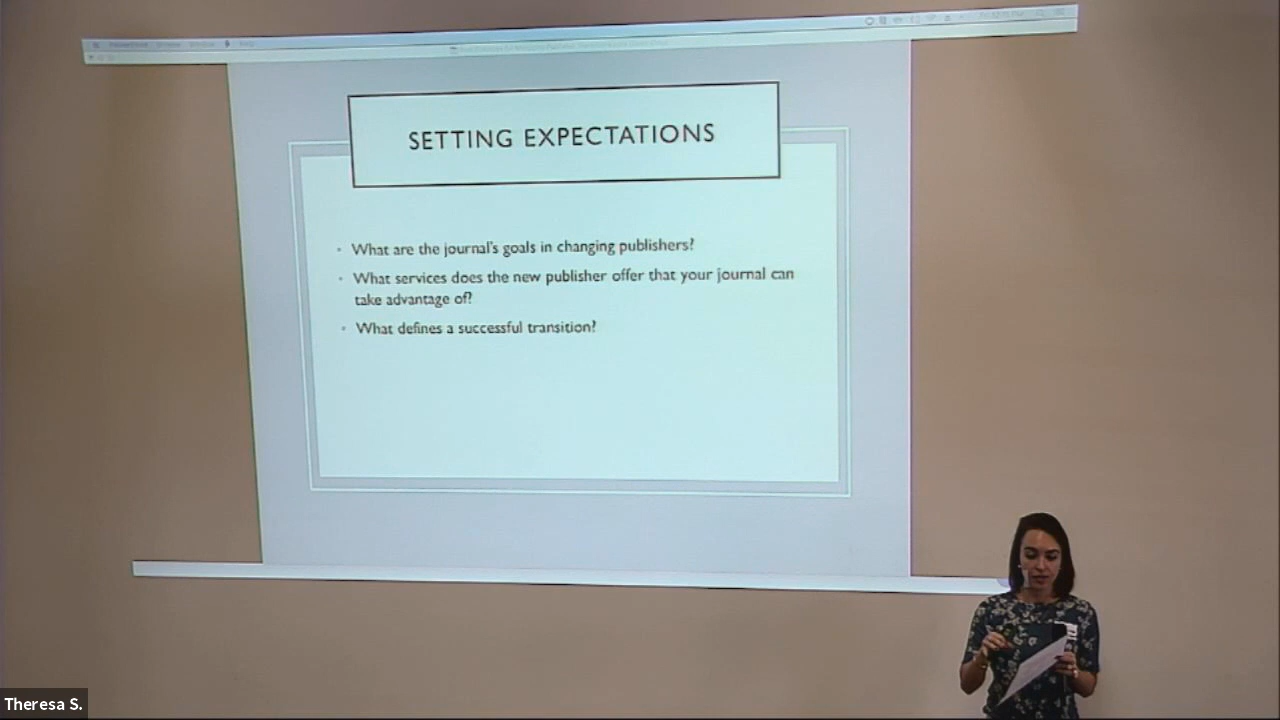 SETTING EXPECTATIONS
• What are the journal's goals in changing publishers?
• What services does the new publisher offer that your journal can
take advantage of?
• What defines a successful transition?
Theresa S.